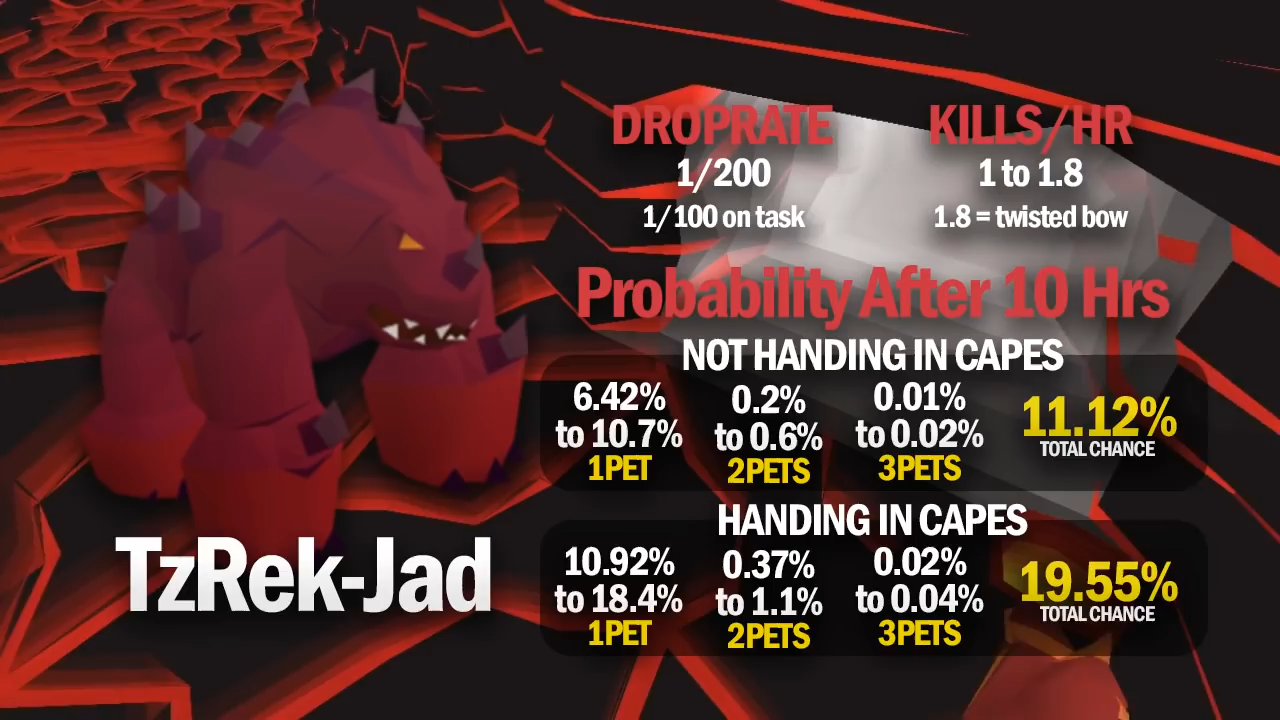 DROPRATE
1/200
1/100 on task
KILLS/HR
1 to 1.8
1.8 = twisted bow
Probability After 10 Hrs
NOT HANDING IN CAPES
6.42%
to 10.7%
1PET
0.2%
to 0.6%
2PETS
0.01%
to 0.02%
3PETS
11.12%
TOTAL CHANCE
HANDING IN CAPES
10.92%
to 18.4%
1PET
0.37%
to 1.1%
2PETS
0.02%
to 0.04%
3PETS
19.55%
TOTAL CHANCE
TzRek-Jad